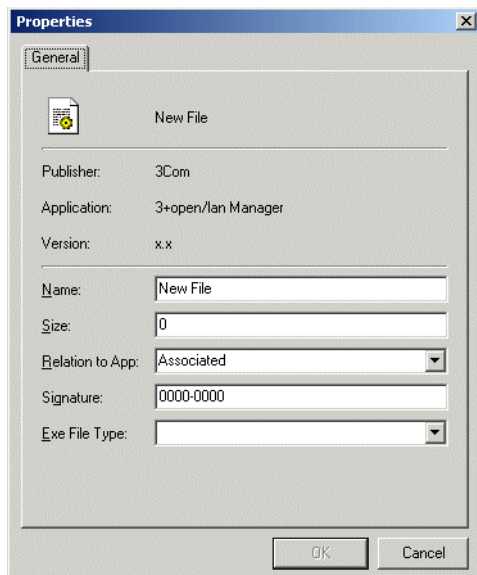 Properties
General
New File
Publisher: 3Com
Application: 3+open/lan Manager
Version: x.x
Name: New File
Size: 0
Relation to App: Associated
Signature: 0000-0000
Exe File Type:
OK Cancel